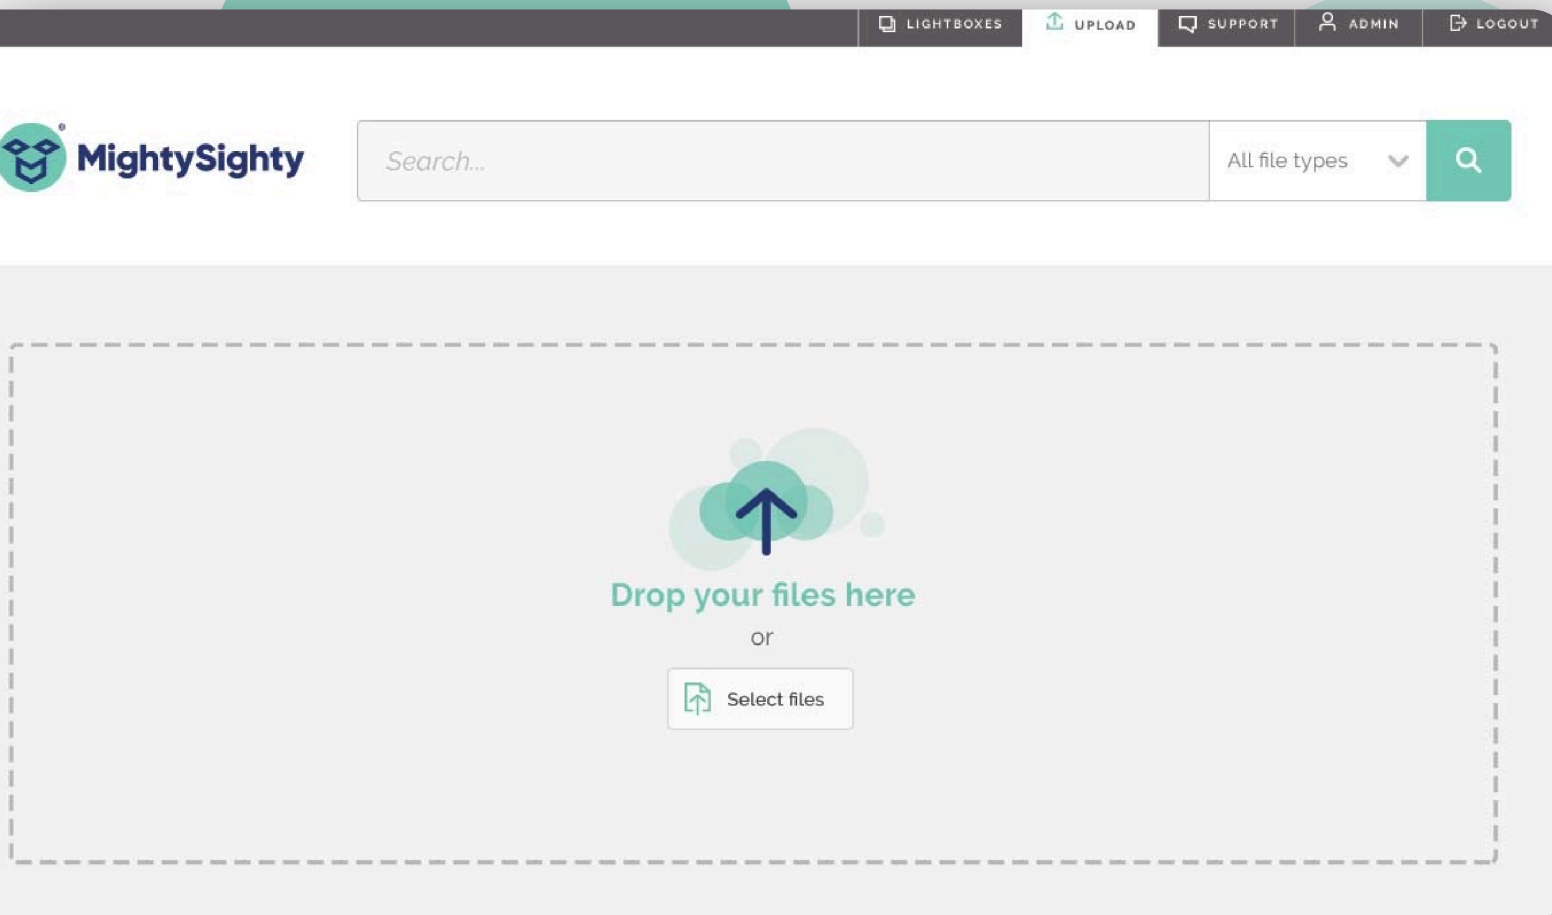 LIGHTBOXES UPLOAD SUPPORT ADMIN LOGOUT
MightySighty
Search...
All file types
Drop your files here
or
Select files